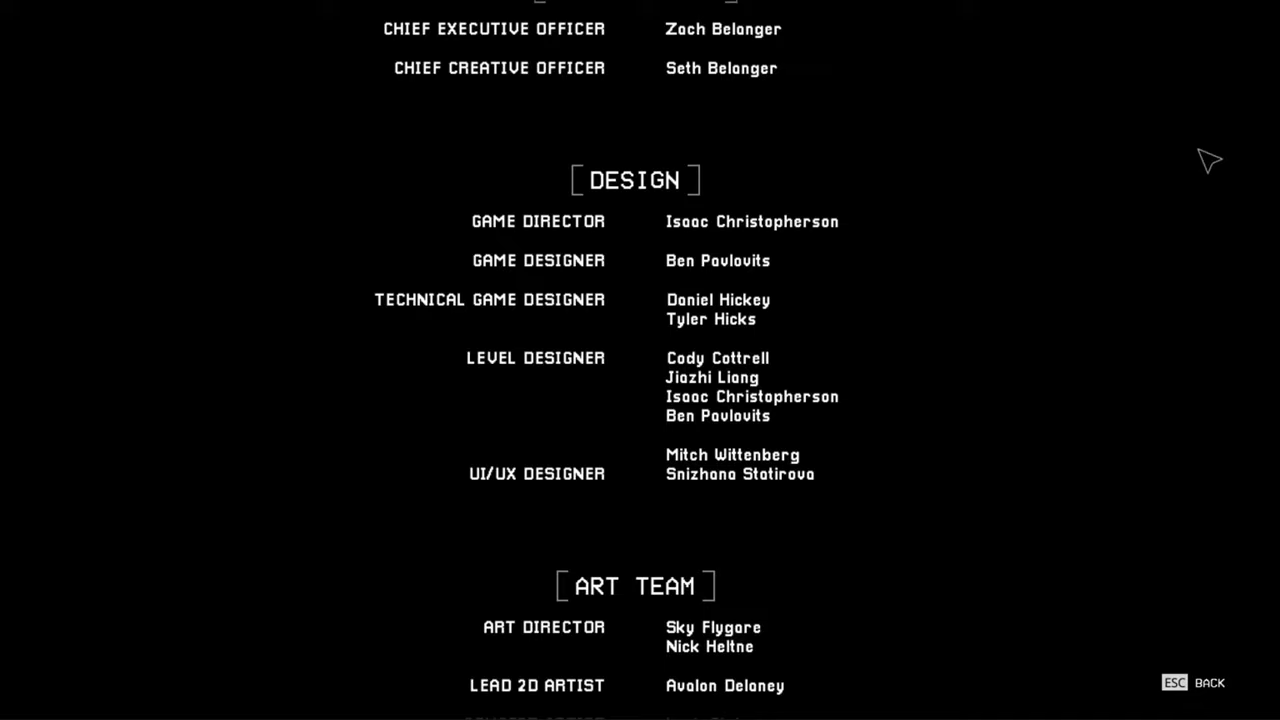 CHIEF EXECUTIVE OFFICER Zach Belanger
CHIEF CREATIVE OFFICER Seth Belanger
[DESIGN]
GAME DIRECTOR Isaac Christopherson
GAME DESIGNER Ben Pavlovits
TECHNICAL GAME DESIGNER Daniel Hickey
Tyler Hicks
LEVEL DESIGNER Cody Cottrell
Jiazhi Liang
Isaac Christopherson
Ben Pavlovits
Mitch Wittenberg
UI/UX DESIGNER Snizhana Statirova
[ART TEAM]
ART DIRECTOR Sky Flygare
Nick Heltne
LEAD 2D ARTIST Avalon Delaney
ESC BACK